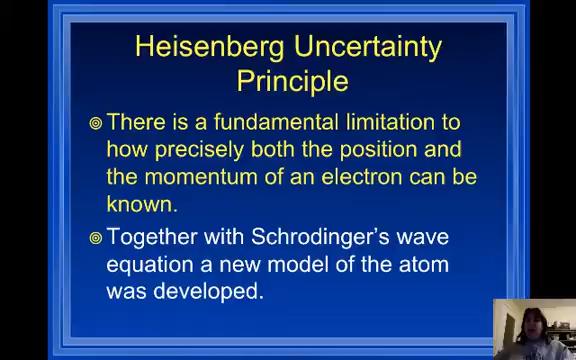 Heisenberg Uncertainty
Principle
There is a fundamental limitation to
how precisely both the position and
the momentum of an electron can be
known.
Together with Schrodinger's wave
equation a new model of the atom
was developed.